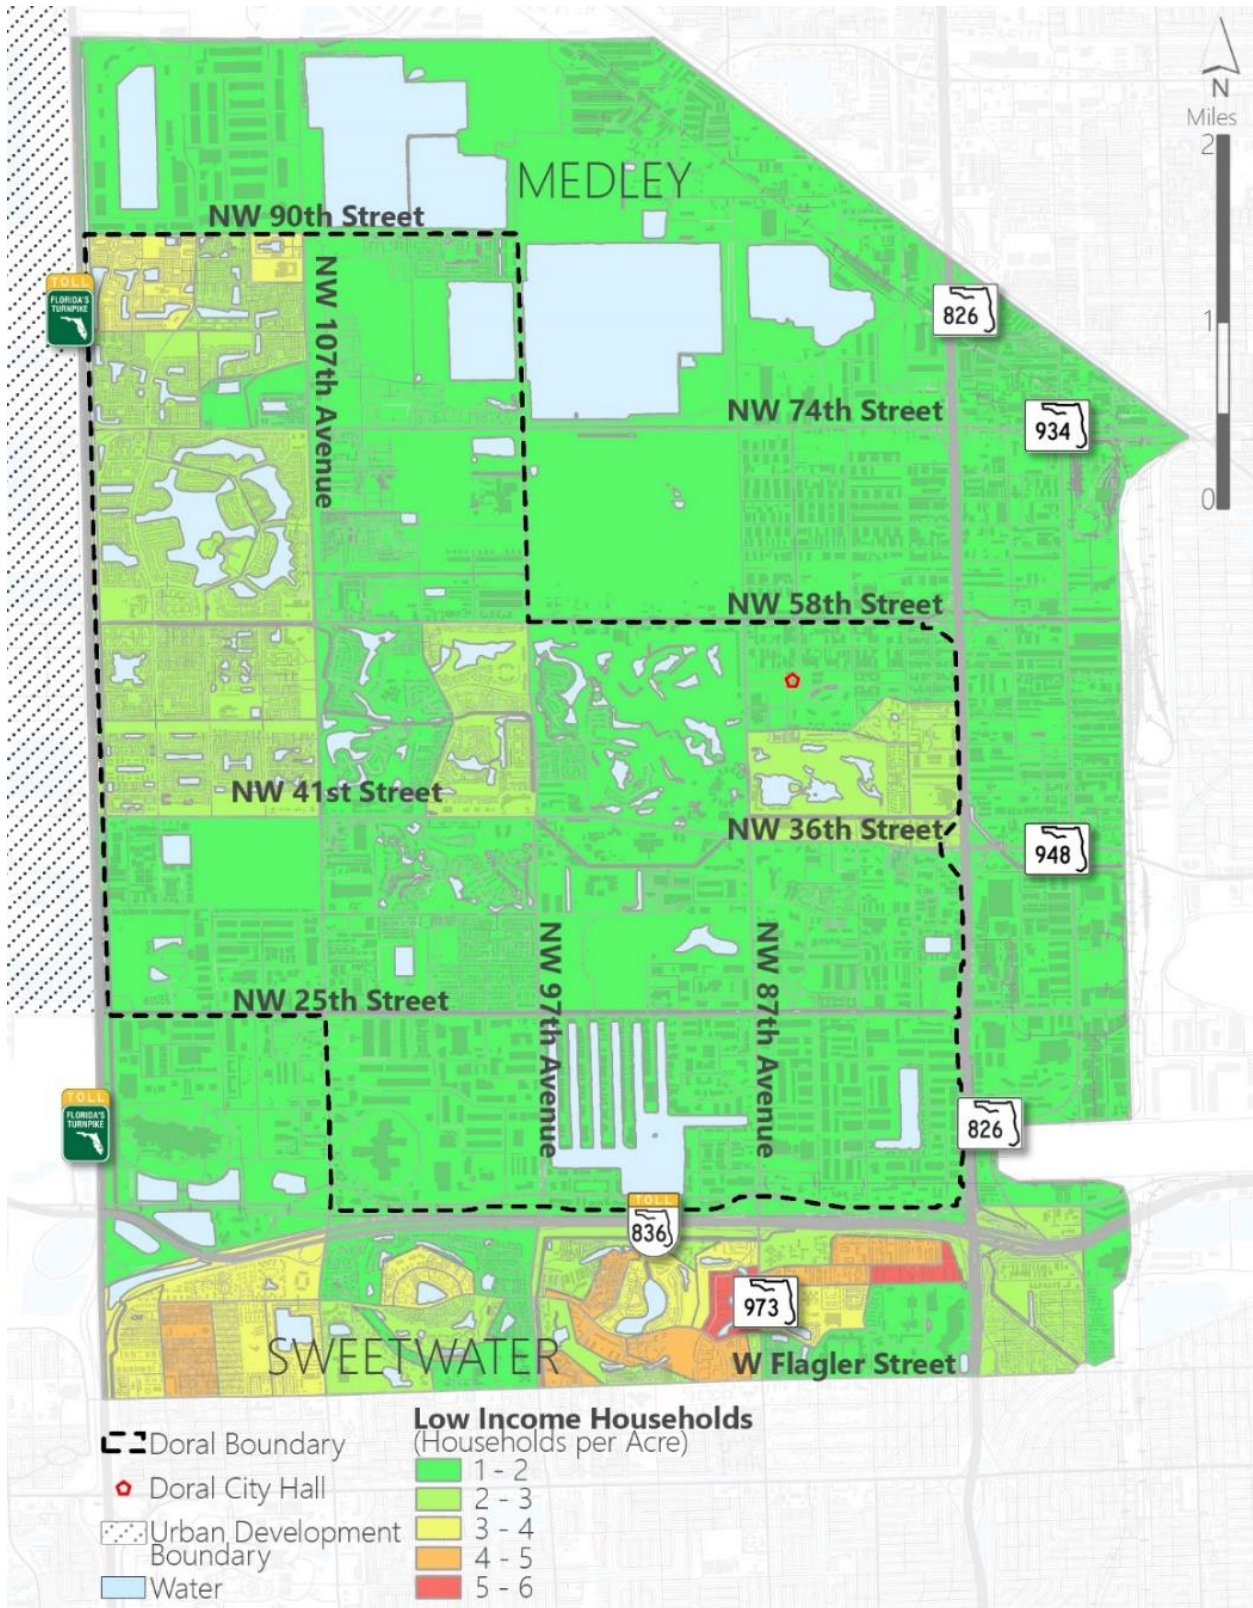 N
Miles
2
MEDLEY
NW 90th Street
TOLL
FLORIDA'S
TURNPIKE
NW 107th Avenue
826
1
NW 74th Street
934
0
NW 58th Street
NW 41st Street
NW 36th Street
948
NW 97th Avenue
NW 87th Avenue
NW 25th Street
TOLL
FLORIDA'S
TURNPIKE
826
TOLL
836
973
SWEETWATER
W Flagler Street
Low Income Households
(Households per Acre)
Doral Boundary
Doral City Hall
Urban Development
Boundary
Water
1 - 2
2 - 3
3 - 4
4 - 5
5 - 6